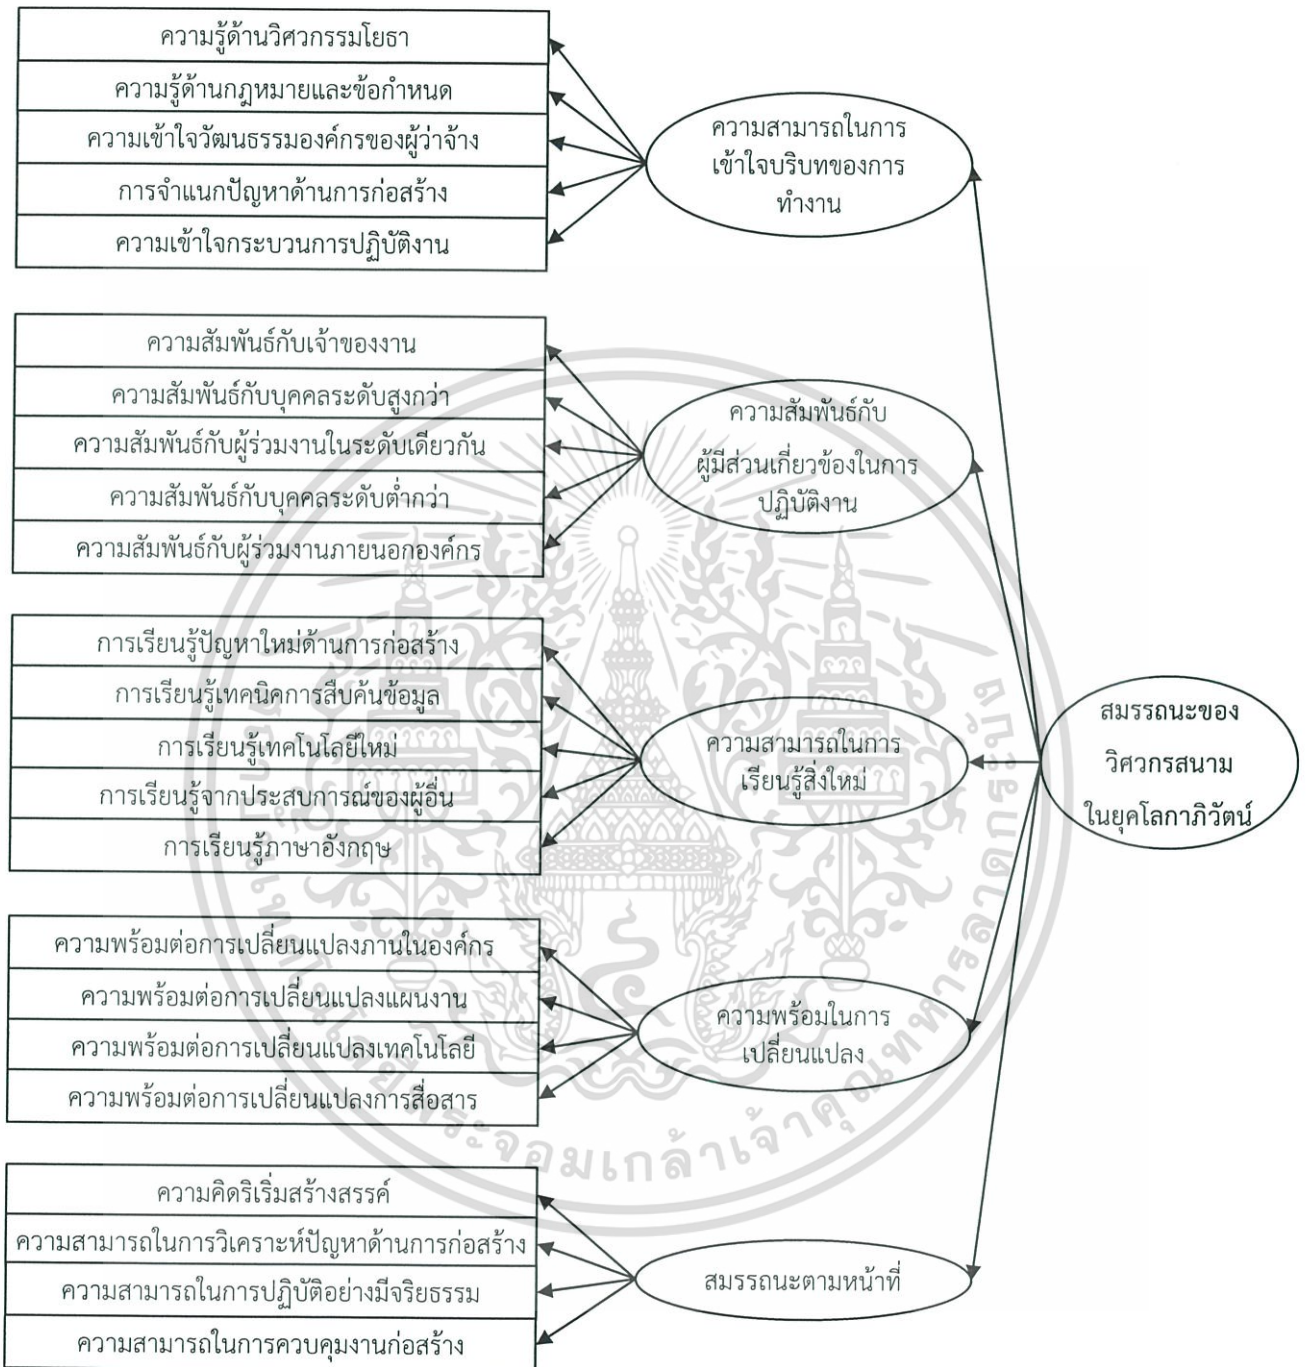 ความรู้ด้านวิศวกรรมโยธา
ความรู้ด้านกฎหมายและข้อกำหนด
ความเข้าใจวัฒนธรรมองค์กรของผู้ว่าจ้าง
การจำแนกปัญหาด้านการก่อสร้าง
ความเข้าใจกระบวนการปฏิบัติงาน
ความสามารถในการ
เข้าใจบริบทของการ
ทำงาน
ความสัมพันธ์กับเจ้าของงาน
ความสัมพันธ์กับบุคคลระดับสูงกว่า
ความสัมพันธ์กับผู้ร่วมงานในระดับเดียวกัน
ความสัมพันธ์กับบุคคลระดับต่ำกว่า
ความสัมพันธ์กับผู้ร่วมงานภายนอกองค์กร
ความสัมพันธ์กับ
ผู้มีส่วนเกี่ยวข้องในการ
ปฏิบัติงาน
การเรียนรู้ปัญหาใหม่ด้านการก่อสร้าง
การเรียนรู้เทคนิคการสืบค้นข้อมูล
การเรียนรู้เทคโนโลยีใหม่
การเรียนรู้จากประสบการณ์ของผู้อื่น
การเรียนรู้ภาษาอังกฤษ
ความสามารถในการ
เรียนรู้สิ่งใหม่
สมรรถนะของ
วิศวกรสนาม
ในยุคโลกาภิวัตน์
ความพร้อมต่อการเปลี่ยนแปลงภานในองค์กร
ความพร้อมต่อการเปลี่ยนแปลงแผนงาน
ความพร้อมต่อการเปลี่ยนแปลงเทคโนโลยี
ความพร้อมต่อการเปลี่ยนแปลงการสื่อสาร
ความพร้อมในการ
เปลี่ยนแปลง
ความคิดริเริ่มสร้างสรรค์
ความสามารถในการวิเคราะห์ปัญหาด้านการก่อสร้าง
ความสามารถในการปฏิบัติอย่างมีจริยธรรม
ความสามารถในการควบคุมงานก่อสร้าง
สมรรถนะตามหน้าที่
พระจอมเกล้าเจ้าคุณทหารลาดกระบัง